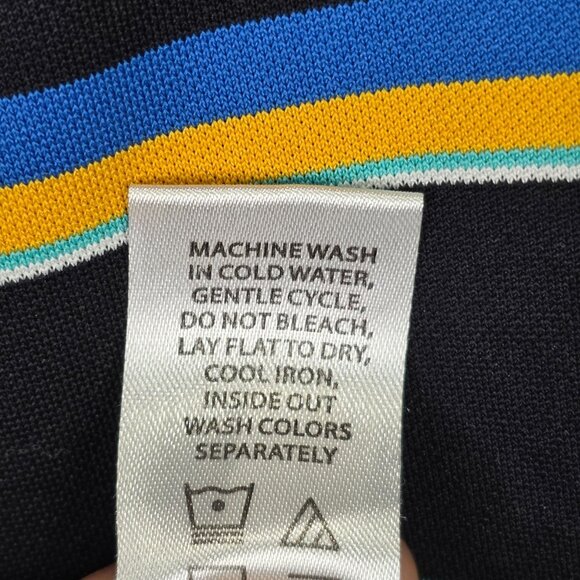 MACHINE WASH
IN COLD WATER,
GENTLE CYCLE,
DO NOT BLEACH,
LAY FLAT TO DRY,
COOL IRON,
INSIDE OUT
WASH COLORS
SEPARATELY